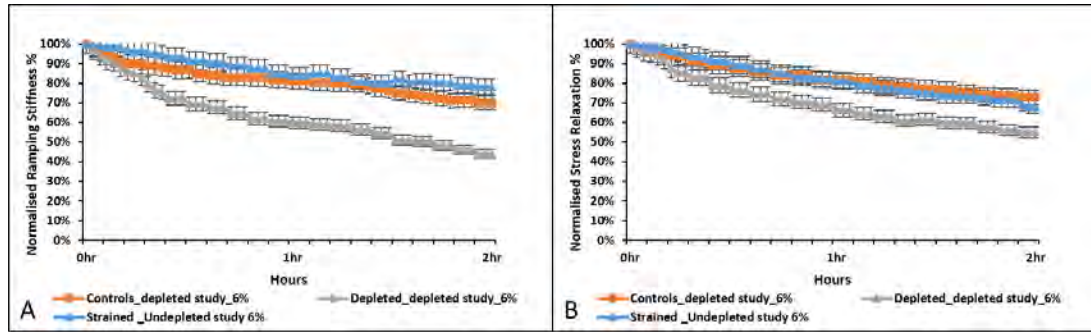 100%
90%
80%
70%
60%
50%
40%
30%
20%
10%
0%
Normalised Ramping Stiffness %
0hr 1hr 2hr
Hours
A
Controls_depleted study_6% Depleted_depleted study_6%
Strained _Undepleted study 6%
100%
90%
80%
70%
60%
50%
40%
30%
20%
10%
0%
Normalised Stress Relaxation %
0hr 1hr 2hr
Hours
B
Controls_depleted study_6% Depleted_depleted study_6%
Strained _Undepleted study 6%